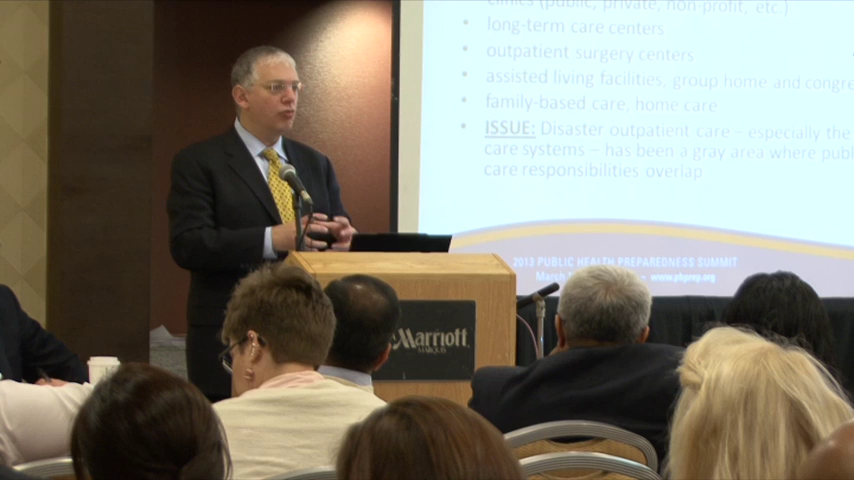 clinics (public, private, non-profit, etc.)
• long-term care centers
• outpatient surgery centers
• assisted living facilities, group home and congre
• family-based care, home care
• ISSUE: Disaster outpatient care – especially the
care systems – has been a gray area where publ
care responsibilities overlap
2013 PUBLIC HEALTH PREPAREDNESS SUMMIT
March
www.phprep.org
Marriott
MARQUIS